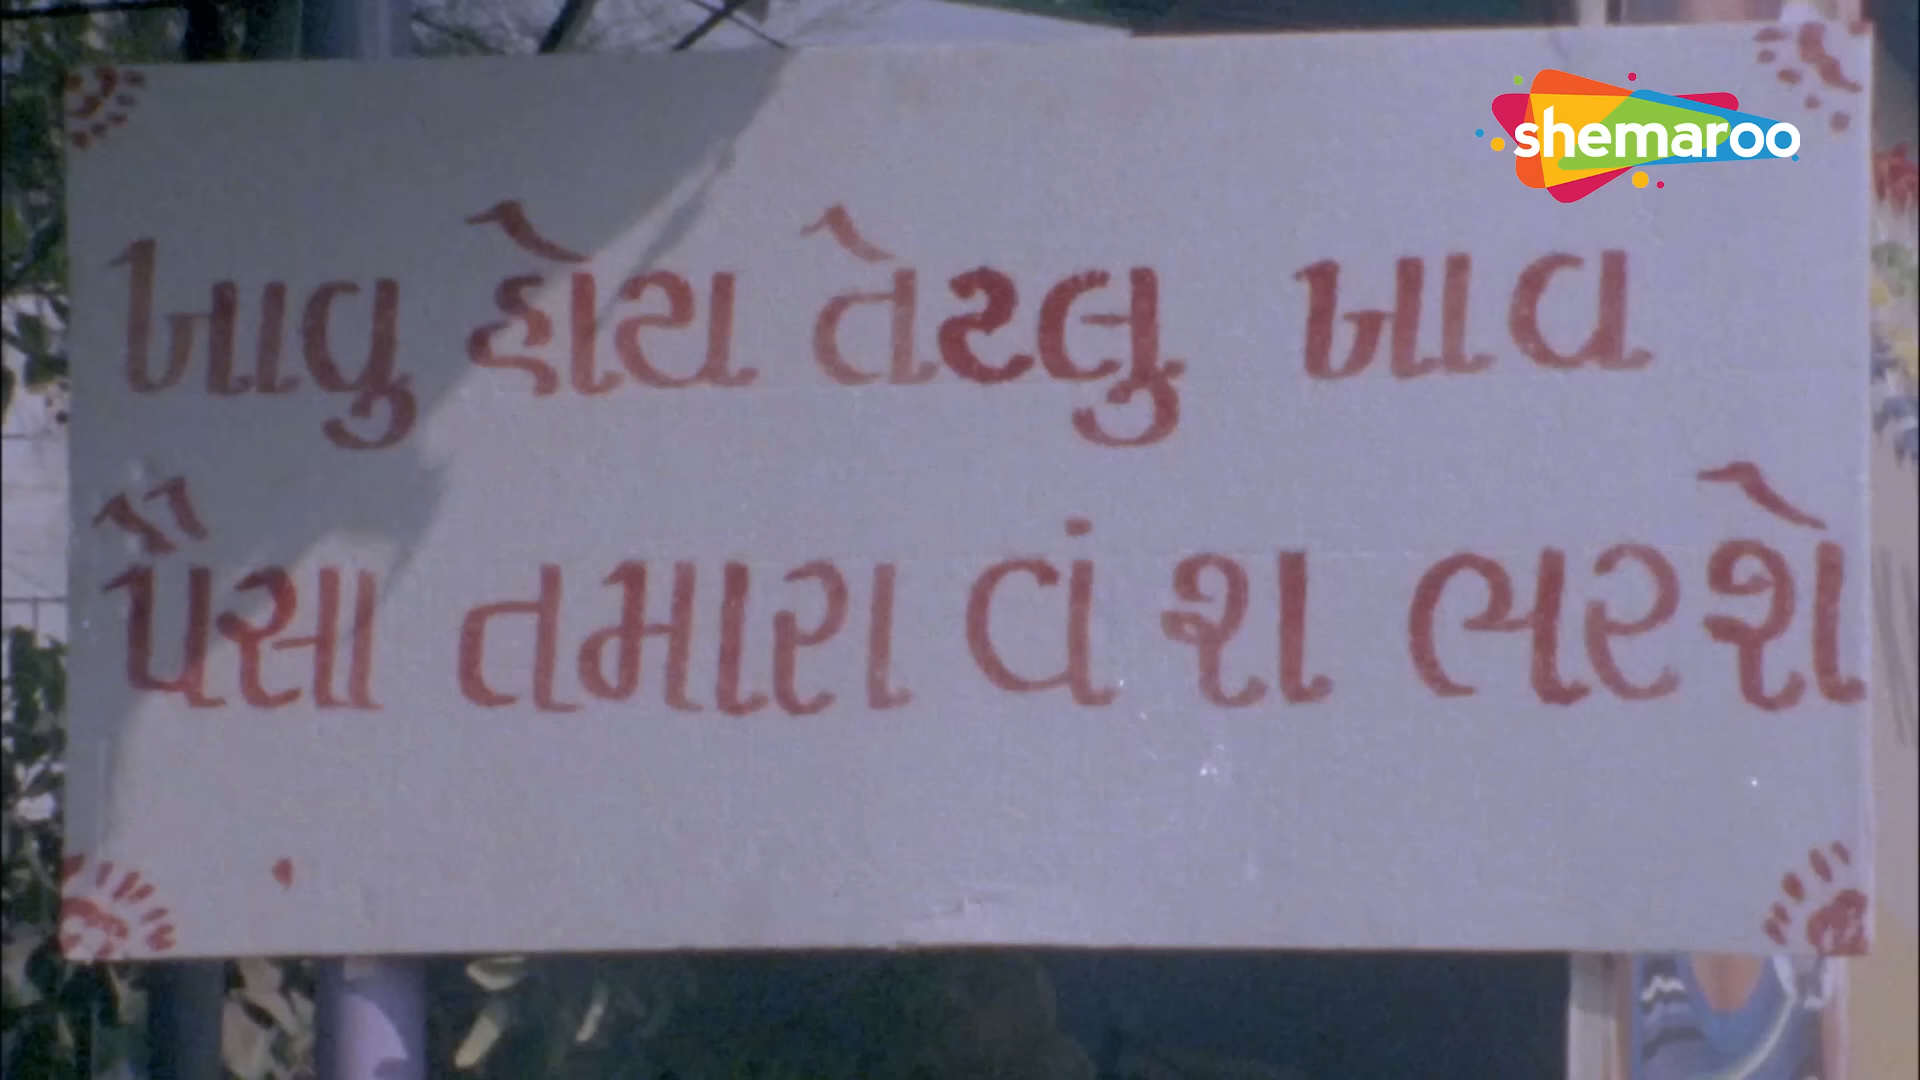 shemaroo
ખાવુ હોય તેટલુ ખાવ
પૈસા તમારા વંશ ભરશે